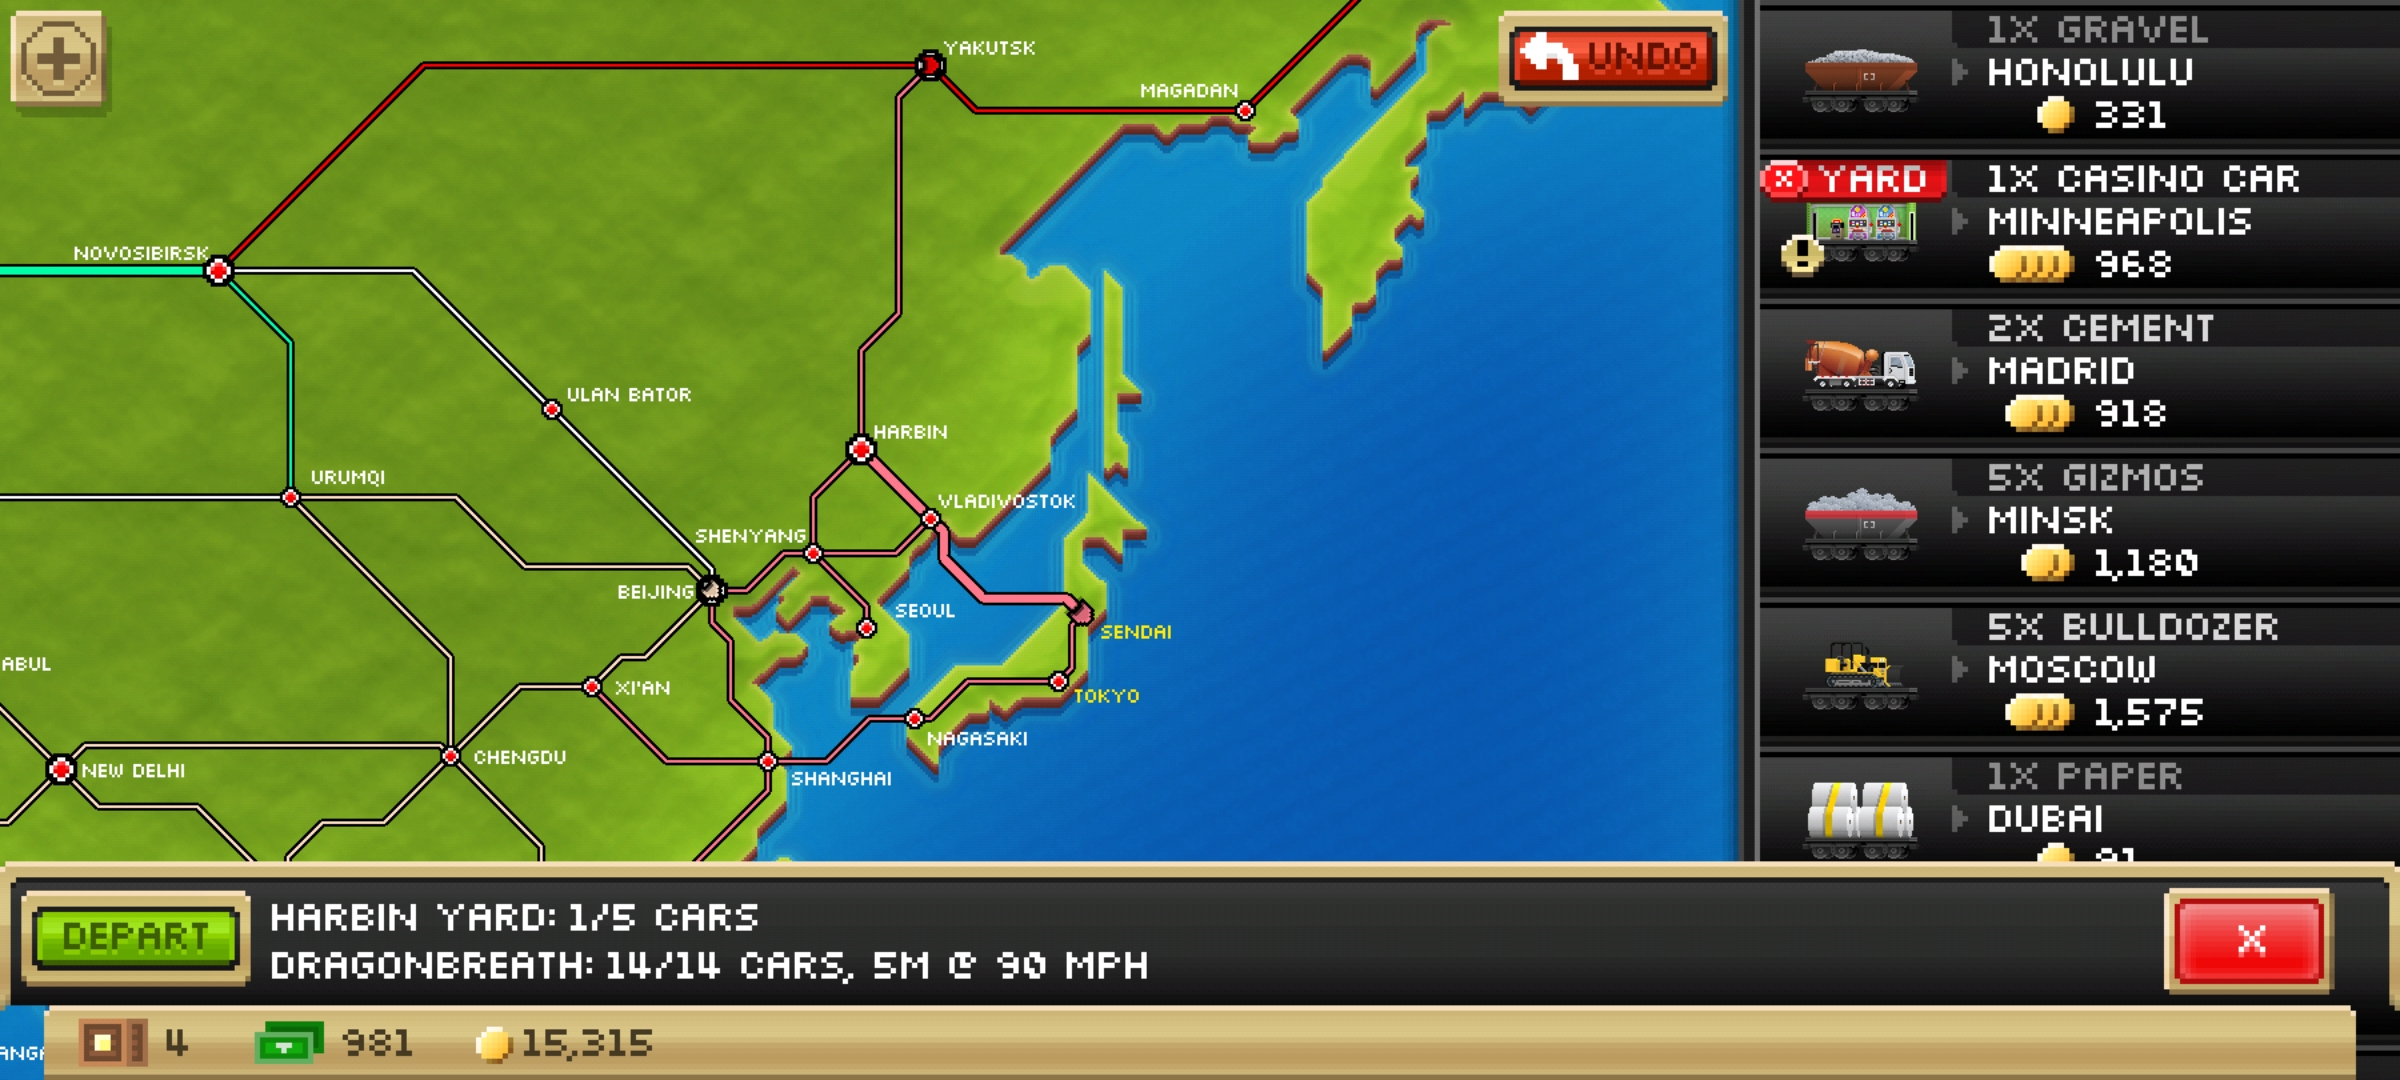 YAKUTSK
MAGADAN
UNDO
NOVOSIBIRSK
ULAN BATOR
HARBIN
URUMQI
VLADIVOSTOK
SHENYANG
BEIJING
SEOUL
SENDAI
ABUL
XI'AN
TOKYO
NAGASAKI
CHENGDU
NEW DELHI
SHANGHAI
1X GRAVEL
HONOLULU
331
YARD
1X CASINO CAR
MINNEAPOLIS
968
2X CEMENT
MADRID
918
5X GIZMOS
MINSK
1,180
5X BULLDOZER
MOSCOW
1,575
1X PAPER
DUBAI
91
DEPART
HARBIN YARD: 1/5 CARS
DRAGONBREATH: 14/14 CARS, 5M @ 90 MPH
X
4
981
15,315